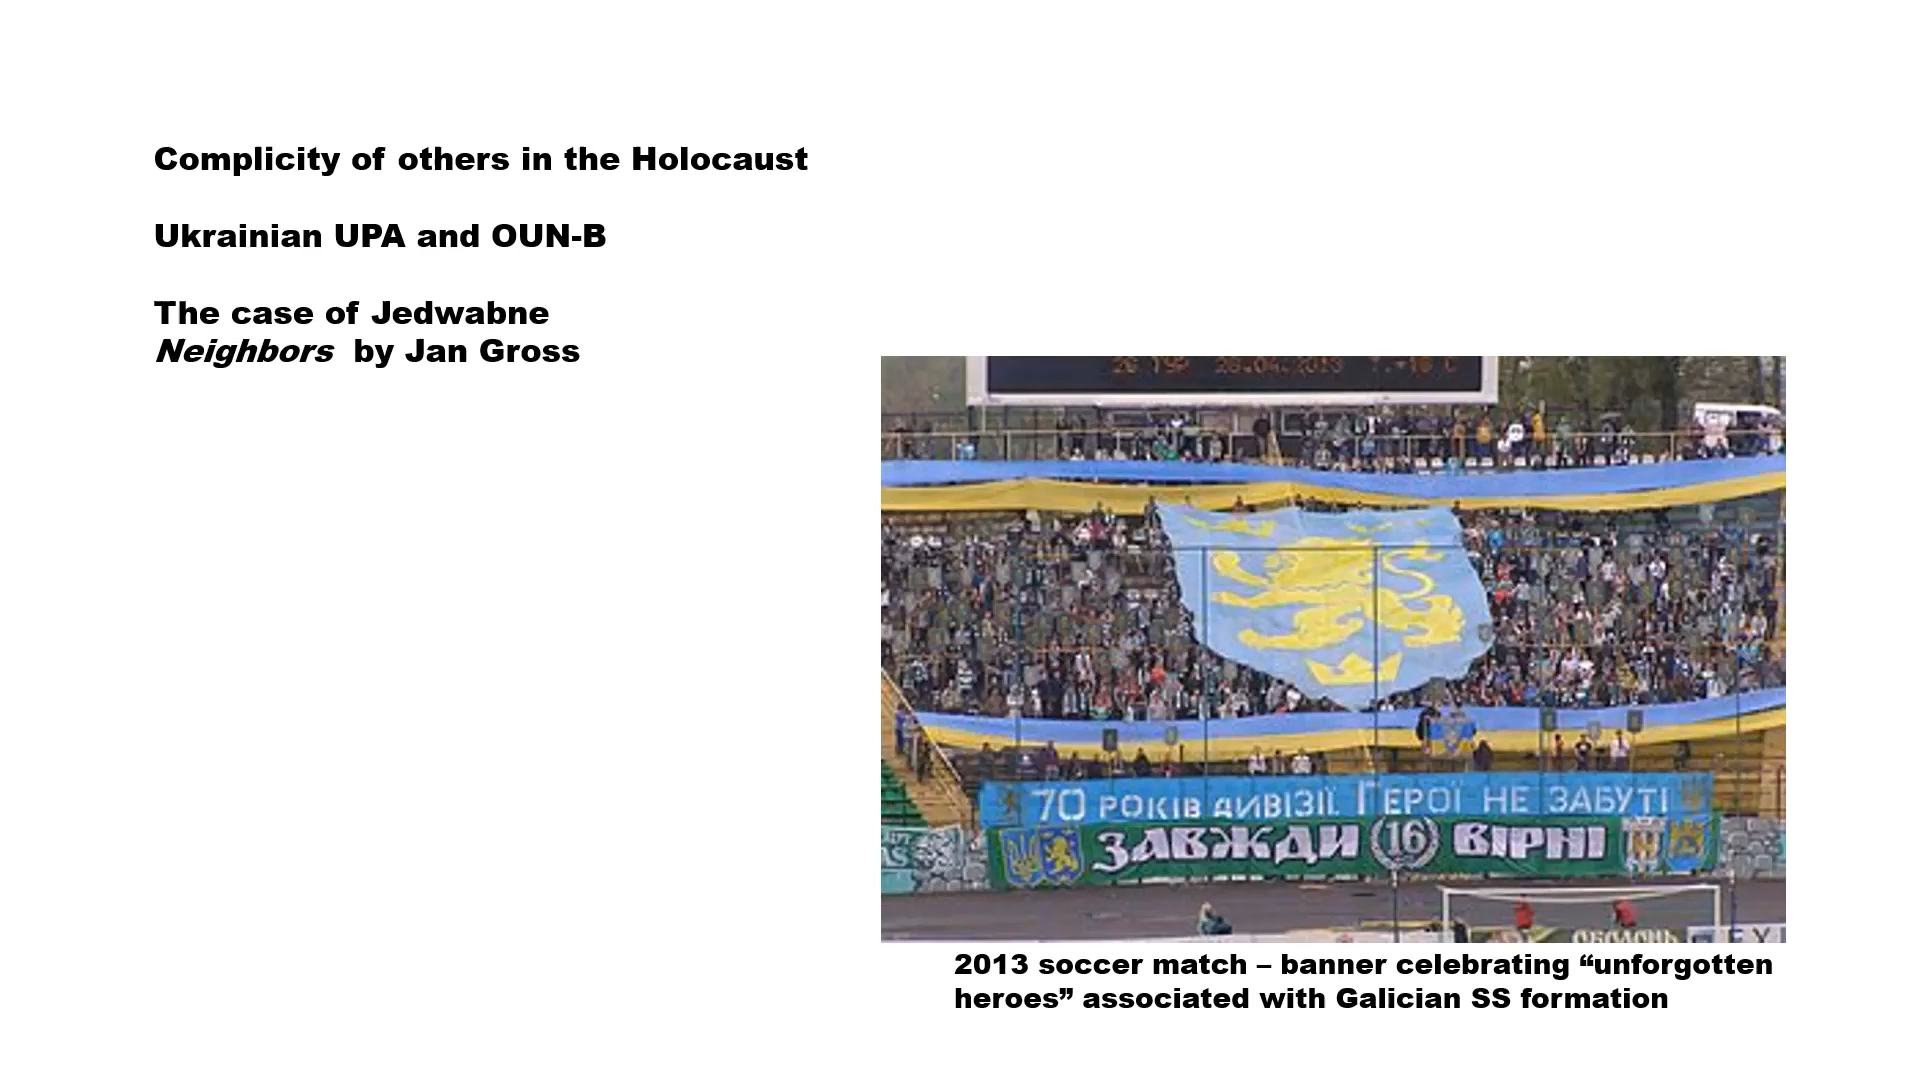 Complicity of others in the Holocaust
Ukrainian UPA and OUN-B
The case of Jedwabne
Neighbors by Jan Gross
70 РОКІВ ДИВІЗІЇ. ГЕРОЇ НЕ ЗАБУТІ
ЗАВЖДИ 16 ВІРНІ
2013 soccer match – banner celebrating “unforgotten
heroes” associated with Galician SS formation